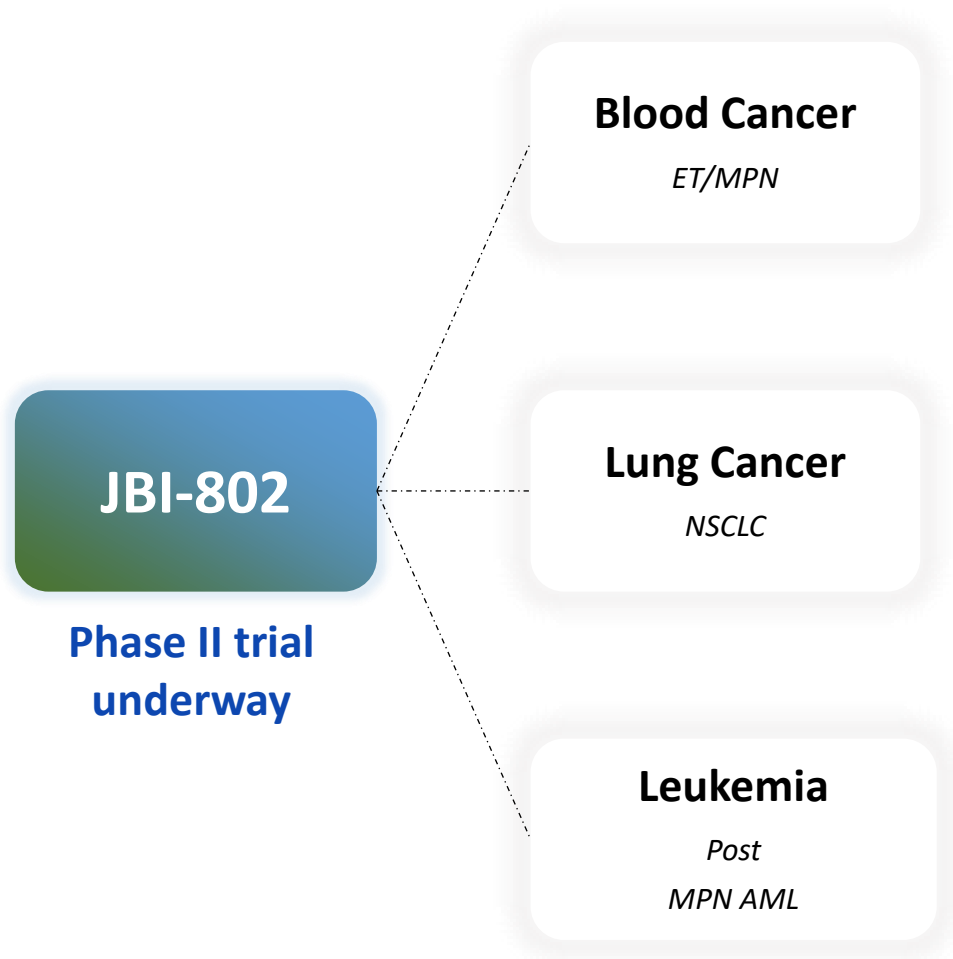 Blood Cancer
ET/MPN
JBI-802
Phase II trial
underway
Lung Cancer
NSCLC
Leukemia
Post
MPN AML